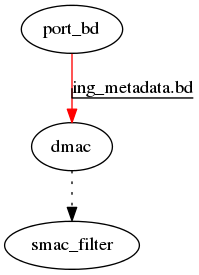 port_bd
ing_metadata.bd
dmac
smac_filter